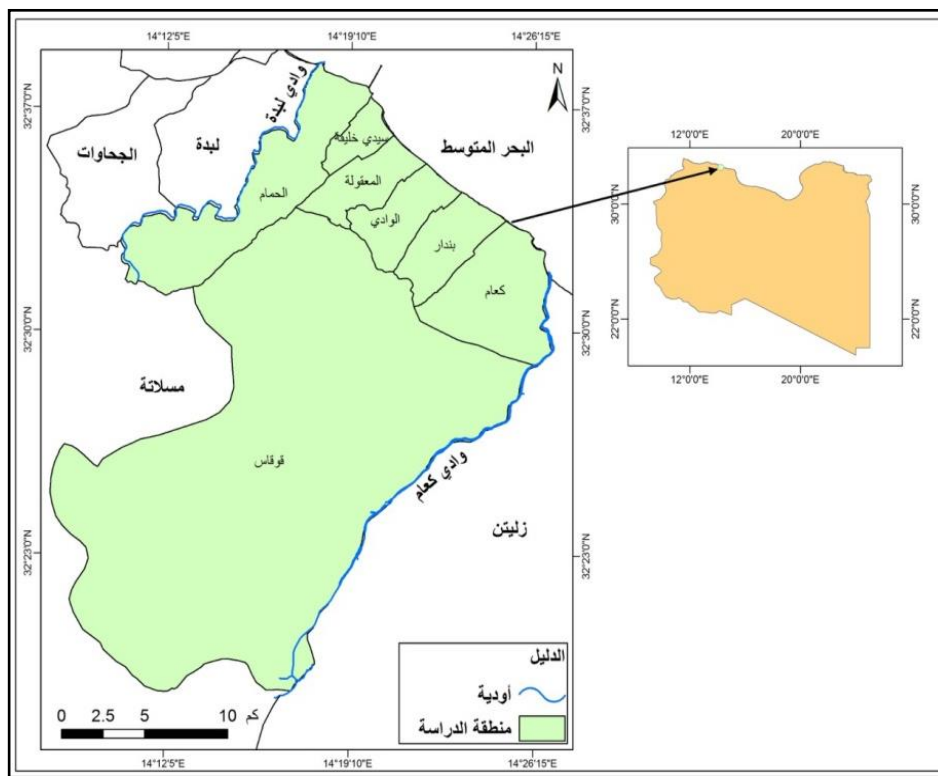 14°12'5"E
14°19'10"E
14°26'15"E
32°37'0"N
32°30'0"N
32°23'0"N
32°37'0"N
32°30'0"N
32°23'0"N
14°12'5"E
14°19'10"E
14°26'15"E
N
وادي لبدة
لبدة
الجحاوات
سيدي خليفة
البحر المتوسط
المعقولة
الحمام
الوادي
بندار
كعام
مسلاتة
قوقاس
وادي كعام
زليتن
الدليل
أودية
منطقة الدراسة
0 2.5 5 10 كم
12°0'0"E
20°0'0"E
30°0'0"N
22°0'0"N
30°0'0"N
22°0'0"N
12°0'0"E
20°0'0"E